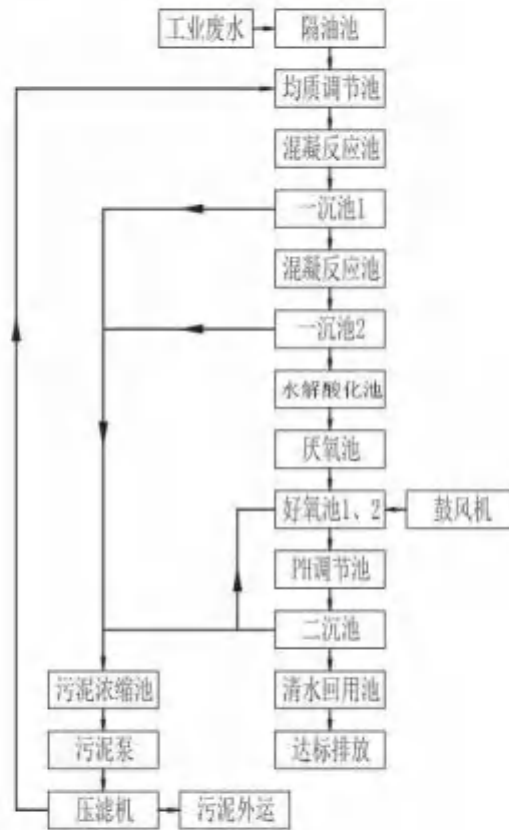 工业废水
隔油池
均质调节池
混凝反应池
一沉池1
混凝反应池
一沉池2
水解酸化池
厌氧池
好氧池1、2
鼓风机
PH调节池
二沉池
污泥浓缩池
清水回用池
污泥泵
达标排放
压滤机
污泥外运